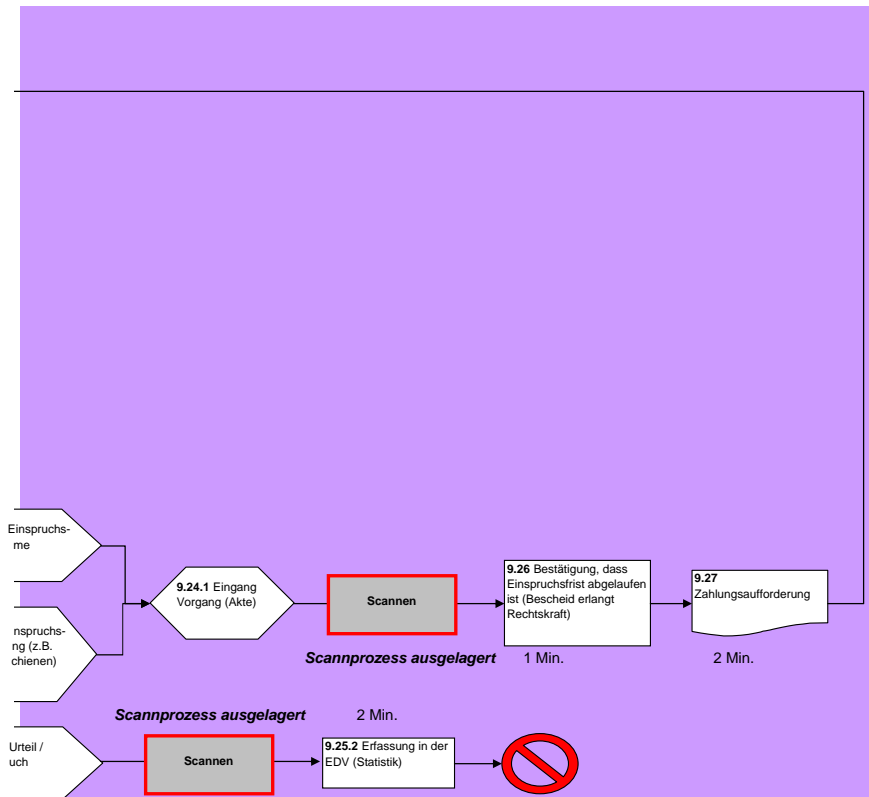 Einspruchs-
me
9.24.1 Eingang
Vorgang (Akte)
Scannen
9.26 Bestätigung, dass
Einspruchsfrist abgelaufen
ist (Bescheid erlangt
Rechtskraft)
9.27
Zahlungsaufforderung
nspruchs-
ng (z.B.
chienen)
Scannprozess ausgelagert
1 Min.
2 Min.
Scannprozess ausgelagert
2 Min.
Urteil /
uch
Scannen
9.25.2 Erfassung in der
EDV (Statistik)